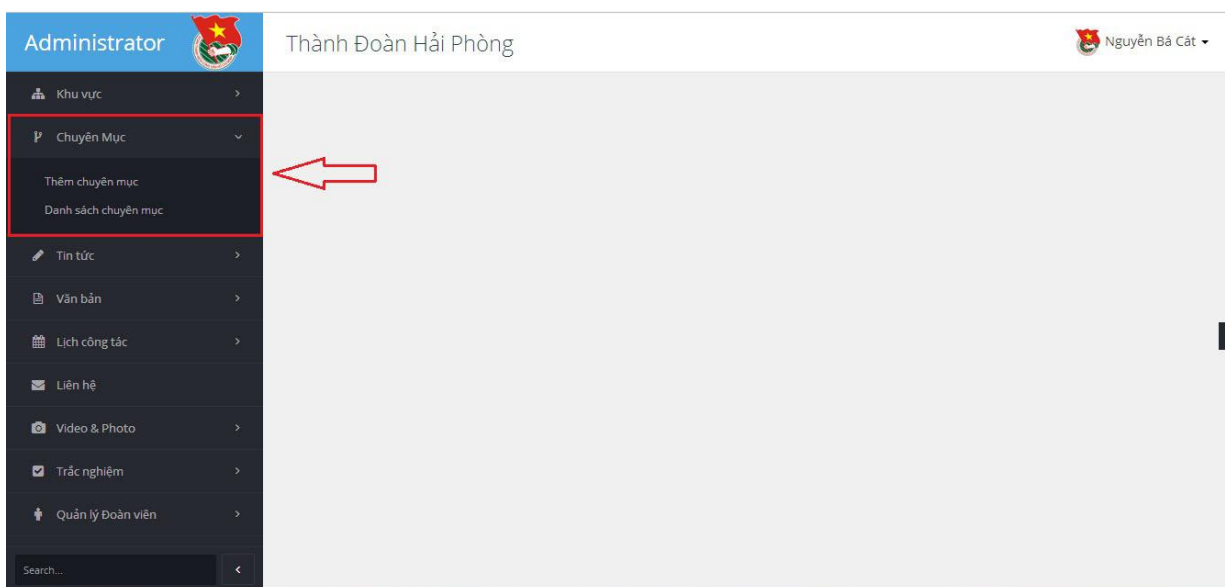 Administrator
Thành Đoàn Hải Phòng
Nguyễn Bá Cát
Khu vực
Chuyên Mục
Thêm chuyên mục
Danh sách chuyên mục
Tin tức
Văn bản
Lịch công tác
Liên hệ
Video & Photo
Trắc nghiệm
Quản lý Đoàn viên
Search...